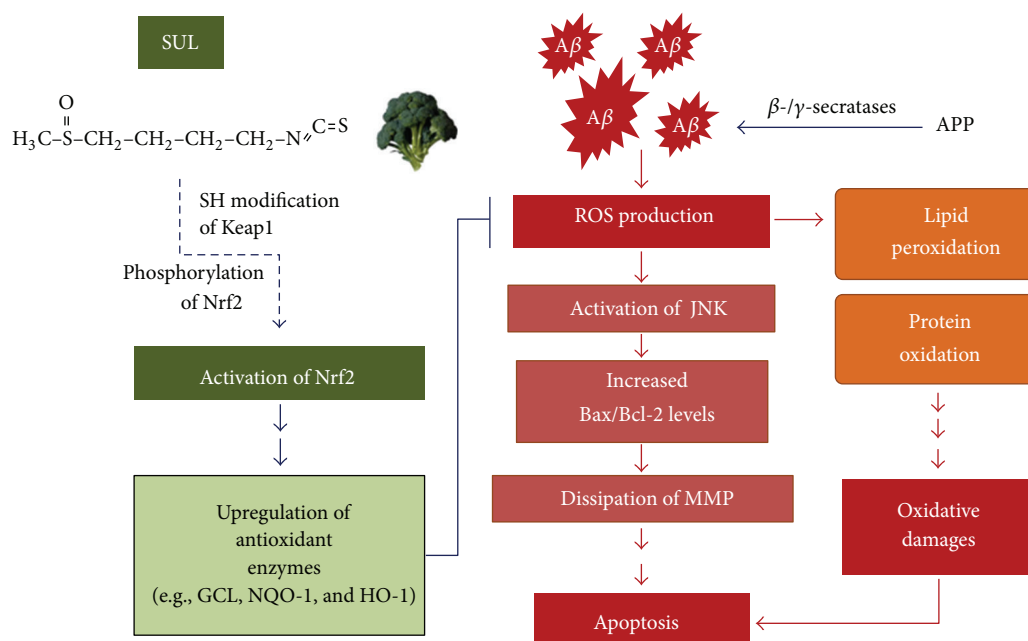 SUL
O
H₃C–S–CH₂–CH₂–CH₂–CH₂–N=C=S
SH modification
of Keap1
Phosphorylation
of Nrf2
Activation of Nrf2
Upregulation of
antioxidant
enzymes
(e.g., GCL, NQO-1, and HO-1)
Aβ
Aβ
Aβ
Aβ
β-/γ-secratases
APP
ROS production
Activation of JNK
Increased
Bax/Bcl-2 levels
Dissipation of MMP
Apoptosis
Lipid
peroxidation
Protein
oxidation
Oxidative
damages